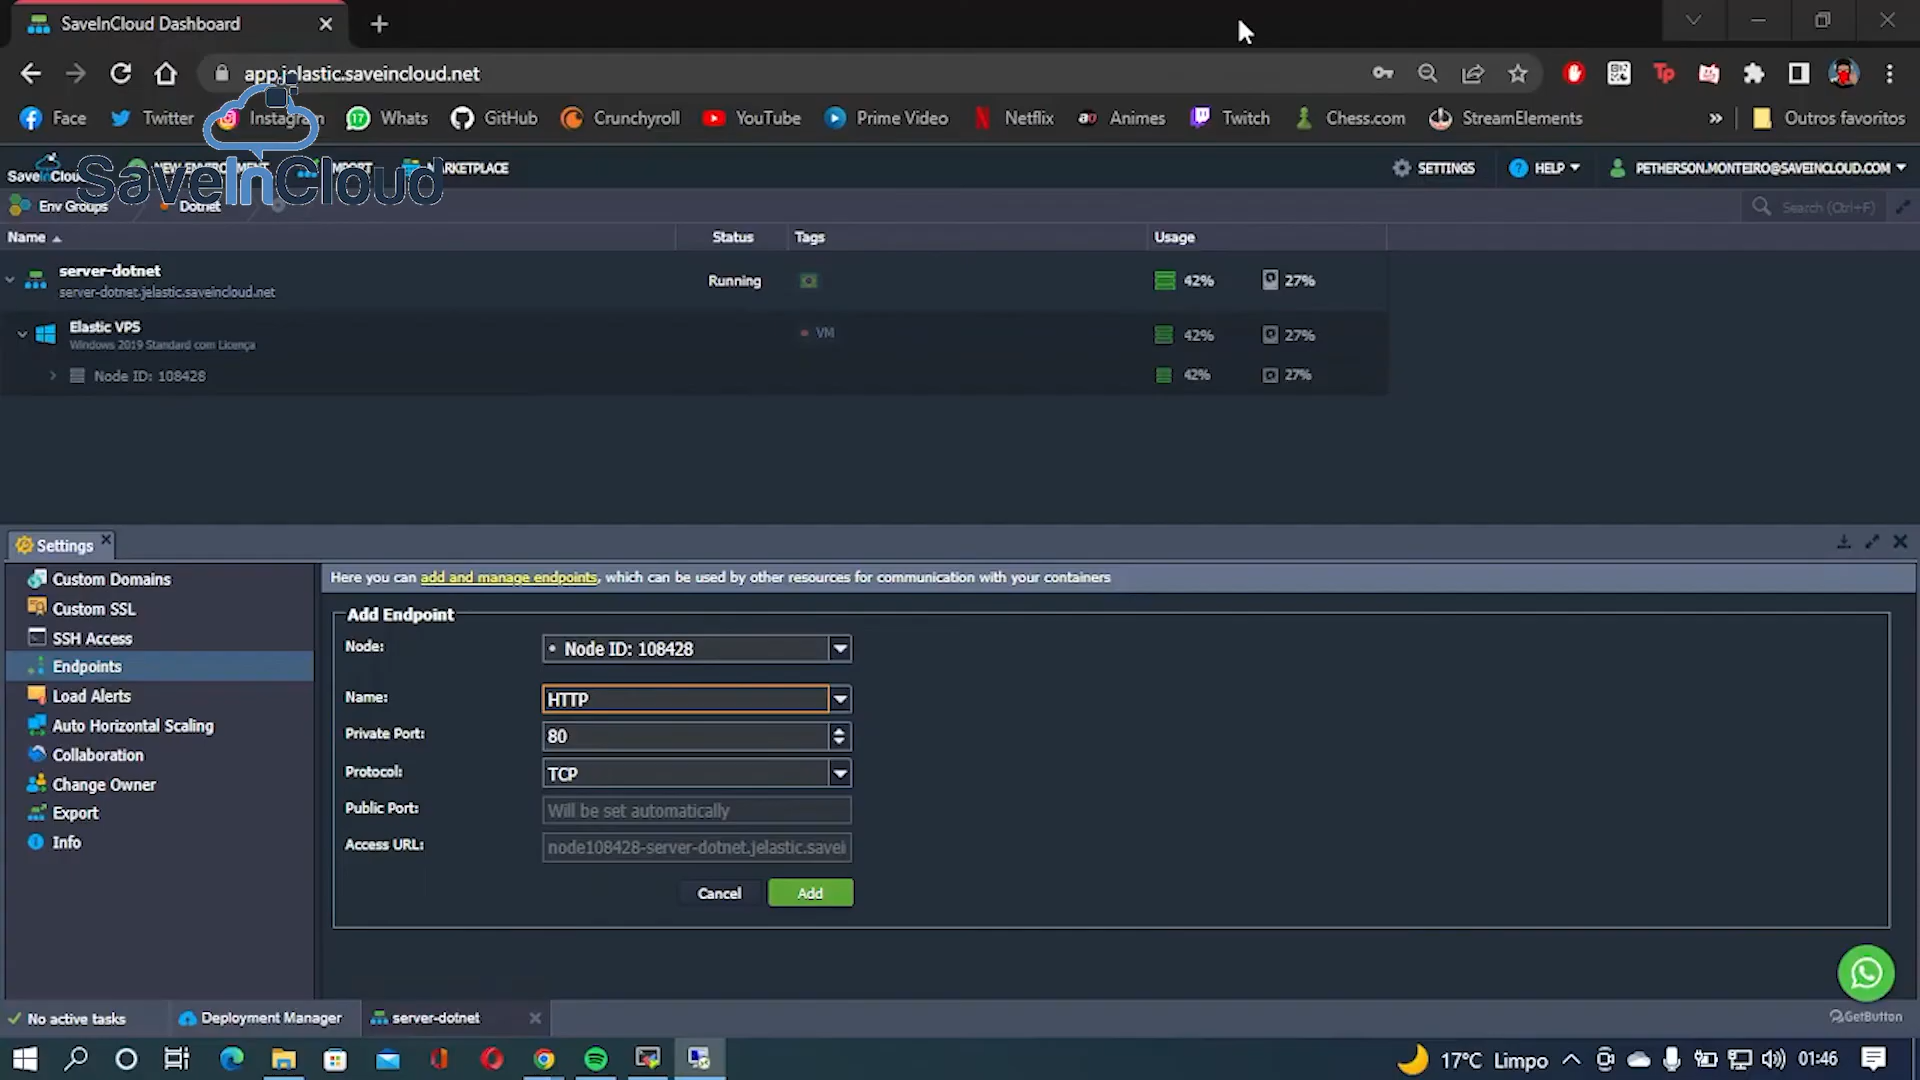 SaveInCloud Dashboard
app.jelastic.saveincloud.net
Face
Twitter
Instagram
Whats
GitHub
Crunchyroll
YouTube
Prime Video
Netflix
Animes
Twitch
Chess.com
StreamElements
»
Outros favoritos
SaveInCloud
NEW ENVIRONMENT
IMPORT
MARKETPLACE
SETTINGS
HELP
PETHERSON.MONTEIRO@SAVEINCLOUD.COM
SaveInCloud
Env Groups
Dotnet
Search (Ctrl+F)
Name
Status
Tags
Usage
server-dotnet
server-dotnet.jelastic.saveincloud.net
Running
42%
27%
Elastic VPS
Windows 2019 Standard com Licença
VM
42%
27%
Node ID: 108428
42%
27%
Settings
Custom Domains
Custom SSL
SSH Access
Endpoints
Load Alerts
Auto Horizontal Scaling
Collaboration
Change Owner
Export
Info
Here you can add and manage endpoints, which can be used by other resources for communication with your containers
Add Endpoint
Node:
• Node ID: 108428
Name:
HTTP
Private Port:
80
Protocol:
TCP
Public Port:
Will be set automatically
Access URL:
node108428-server-dotnet.jelastic.savei
Cancel
Add
GetButton
No active tasks
Deployment Manager
server-dotnet
17°C Limpo
01:46